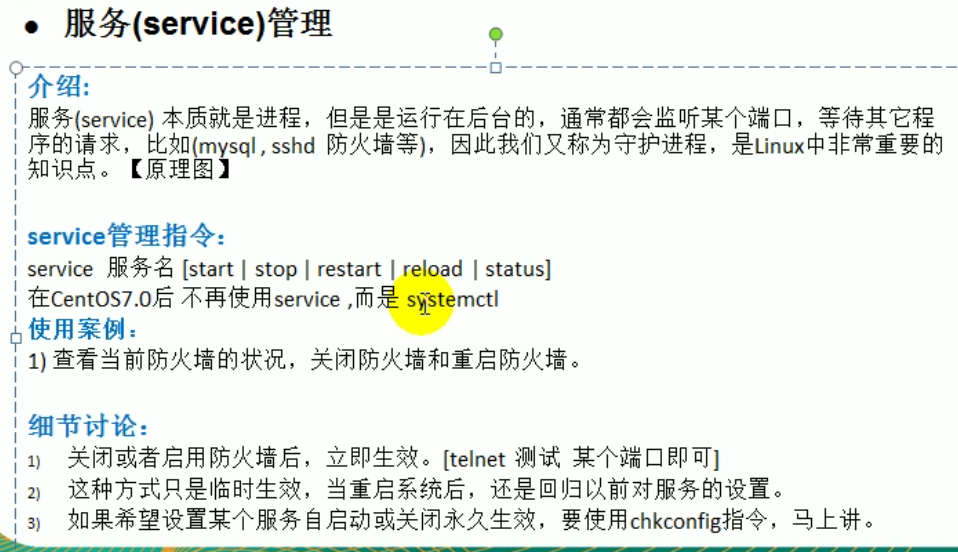 ● 服务(service)管理
介绍:
服务(service) 本质就是进程，但是是运行在后台的，通常都会监听某个端口，等待其它程
序的请求，比如(mysql , sshd 防火墙等)，因此我们又称为守护进程，是Linux中非常重要的
知识点。【原理图】
service管理指令：
service 服务名 [start | stop | restart | reload | status]
在CentOS7.0后 不再使用service ,而是 systemctl
使用案例：
1) 查看当前防火墙的状况，关闭防火墙和重启防火墙。
细节讨论：
1) 关闭或者启用防火墙后，立即生效。[telnet 测试 某个端口即可]
2) 这种方式只是临时生效，当重启系统后，还是回归以前对服务的设置。
3) 如果希望设置某个服务自启动或关闭永久生效，要使用chkconfig指令，马上讲。